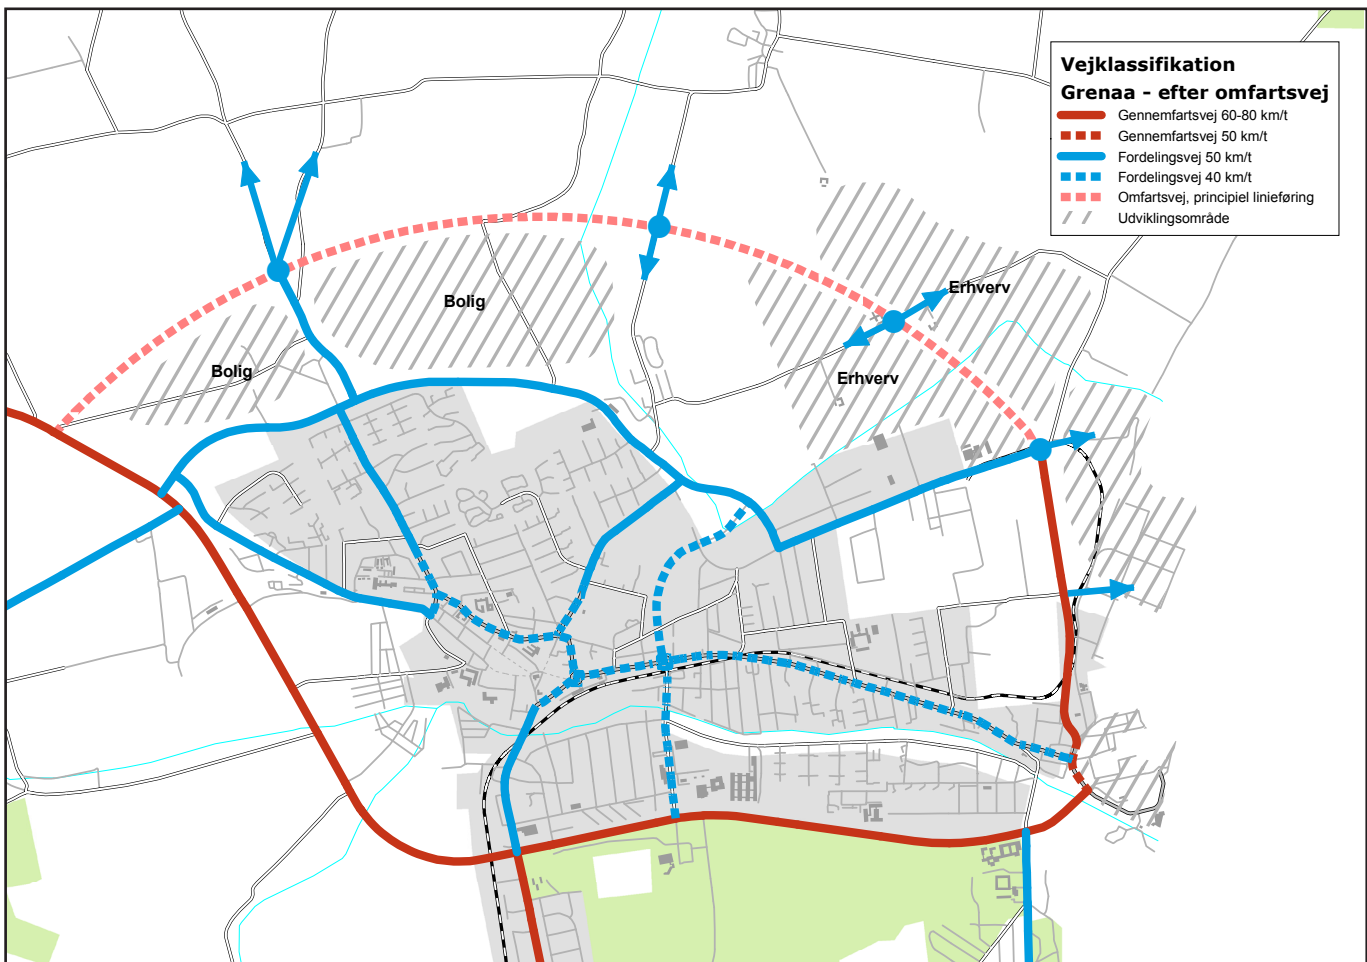 Vejklassifikation
Grenaa - efter omfartsvej
Gennemfartsvej 60-80 km/t
Gennemfartsvej 50 km/t
Fordelingsvej 50 km/t
Fordelingsvej 40 km/t
Omfartsvej, principiel linieføring
Udviklingsområde
Erhverv
Bolig
Bolig
Erhverv